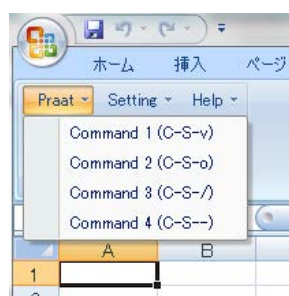 ホーム 挿入 ページ
Praat Setting Help
Command 1 (C-S-v)
Command 2 (C-S-o)
Command 3 (C-S-/)
Command 4 (C-S--)
A B
1